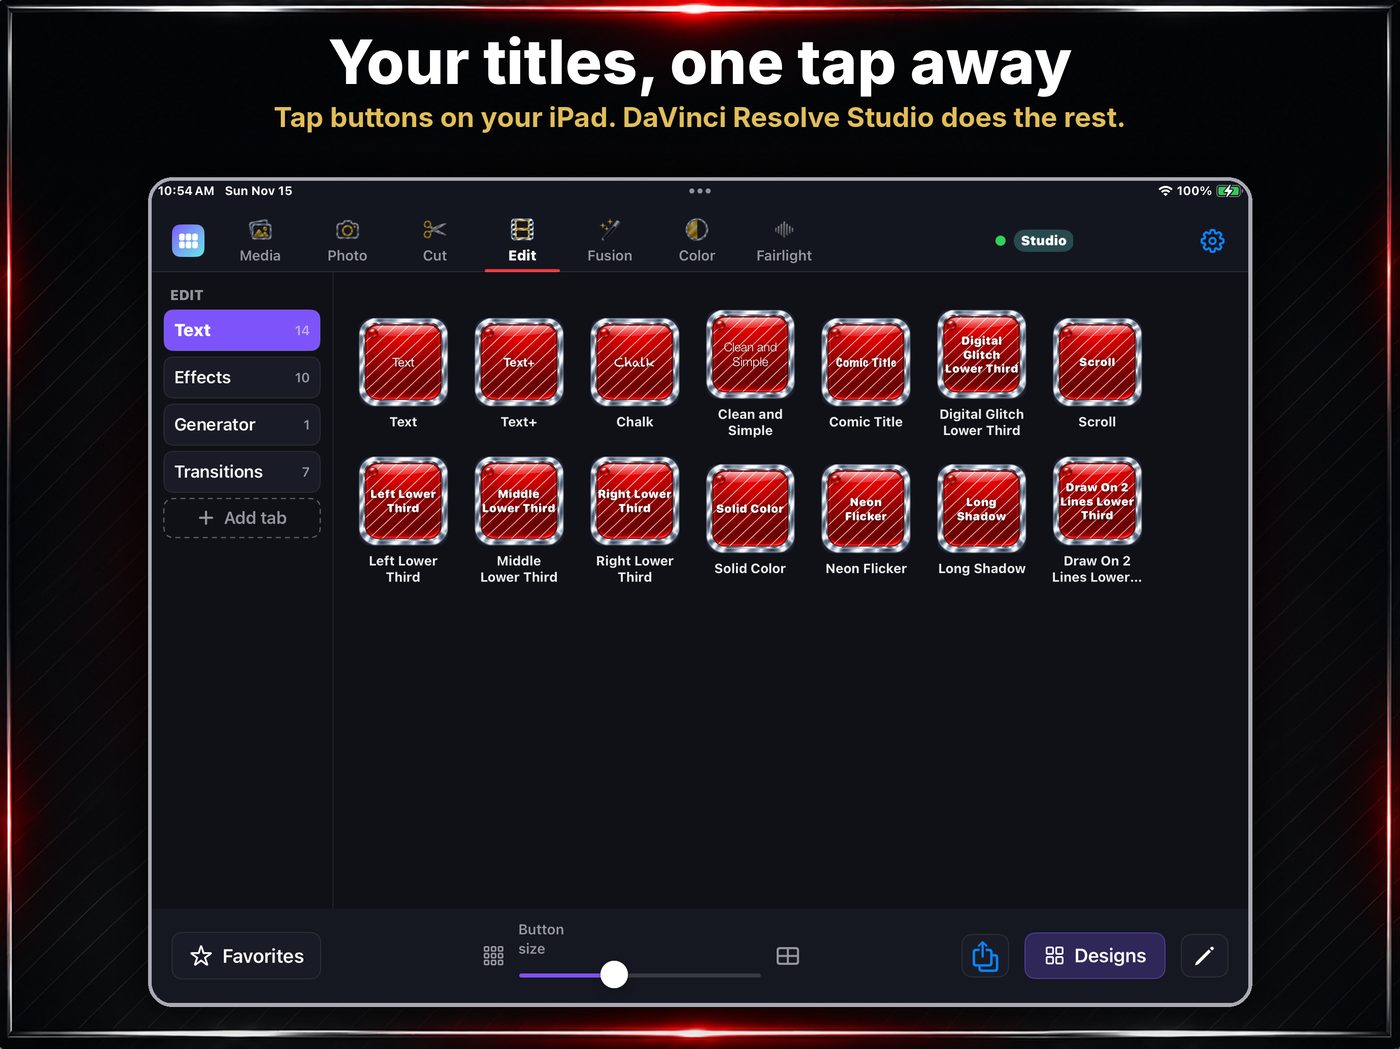 Your titles, one tap away
Tap buttons on your iPad. DaVinci Resolve Studio does the rest.
10:54 AM Sun Nov 15
100%
Media
Photo
Cut
Edit
Fusion
Color
Fairlight
Studio
EDIT
Text 14
Effects 10
Generator 1
Transitions 7
+ Add tab
Text
Text+
Chalk
Clean and
Simple
Comic Title
Digital
Glitch
Lower Third
Scroll
Text
Text+
Chalk
Clean and
Simple
Comic Title
Digital Glitch
Lower Third
Scroll
Left Lower
Third
Middle
Lower Third
Right Lower
Third
Solid Color
Neon
Flicker
Long
Shadow
Draw On 2
Lines Lower
Third
Left Lower
Third
Middle
Lower Third
Right Lower
Third
Solid Color
Neon Flicker
Long Shadow
Draw On 2
Lines Lower...
Favorites
Button
size
Designs